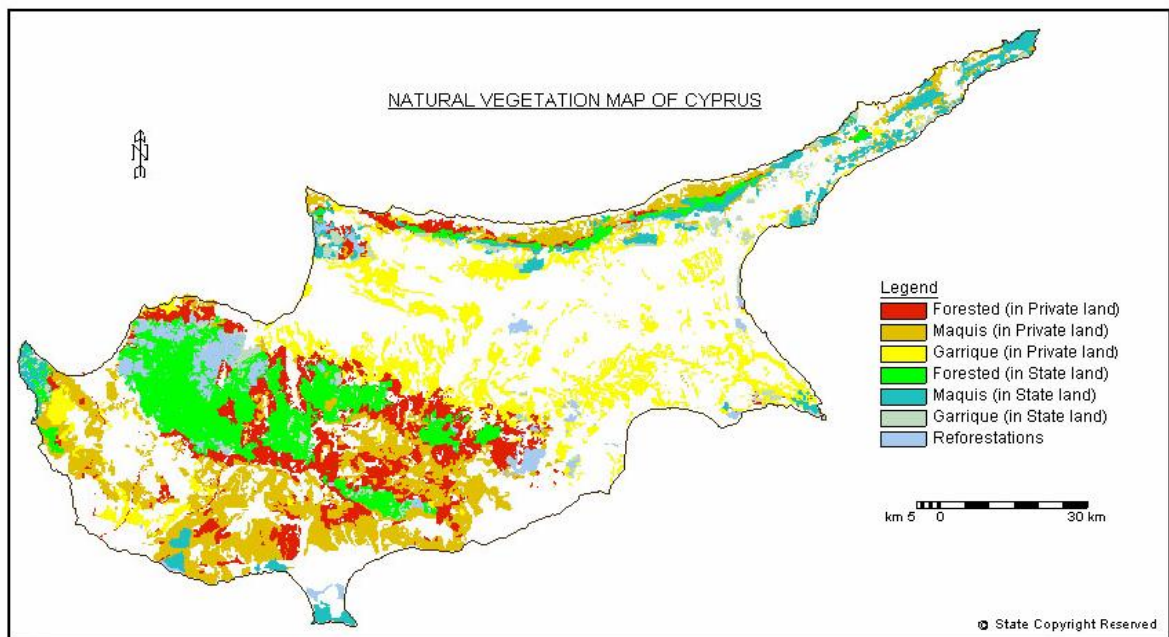 NATURAL VEGETATION MAP OF CYPRUS
N
Legend
Forested (in Private land)
Maquis (in Private land)
Garrique (in Private land)
Forested (in State land)
Maquis (in State land)
Garrique (in State land)
Reforestations
km 5 0 30 km
© State Copyright Reserved